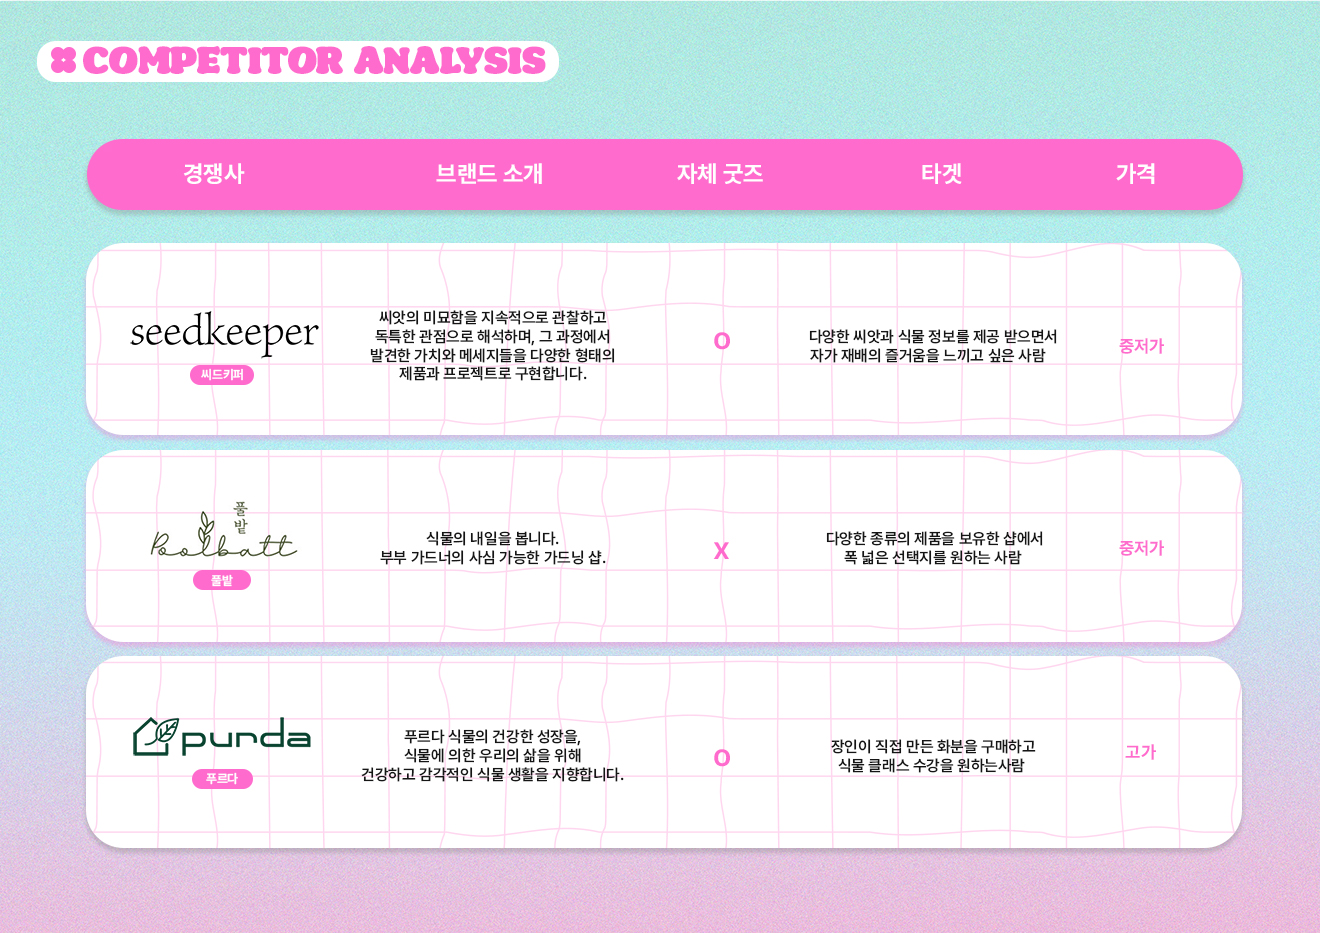 COMPETITOR ANALYSIS
경쟁사 브랜드 소개 자체 굿즈 타겟 가격
seedkeeper
씨드키퍼
씨앗의 미묘함을 지속적으로 관찰하고
독특한 관점으로 해석하며, 그 과정에서
발견한 가치와 메세지들을 다양한 형태의
제품과 프로젝트로 구현합니다.
O
다양한 씨앗과 식물 정보를 제공 받으면서
자가 재배의 즐거움을 느끼고 싶은 사람
중저가
풀
밭
Poolbatt
풀밭
식물의 내일을 봅니다.
부부 가드너의 사심 가능한 가드닝 샵.
X
다양한 종류의 제품을 보유한 샵에서
폭 넓은 선택지를 원하는 사람
중저가
purda
푸르다
푸르다 식물의 건강한 성장을,
식물에 의한 우리의 삶을 위해
건강하고 감각적인 식물 생활을 지향합니다.
O
장인이 직접 만든 화분을 구매하고
식물 클래스 수강을 원하는사람
고가